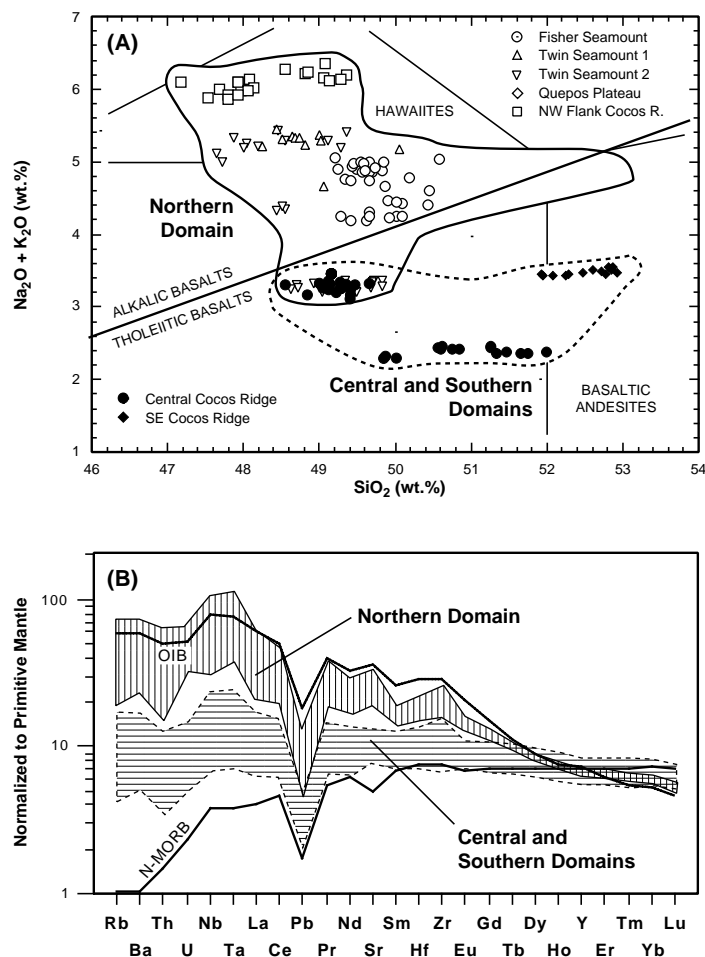 (A)
Fisher Seamount
Twin Seamount 1
Twin Seamount 2
Quepos Plateau
NW Flank Cocos R.
HAWAIITES
Northern
Domain
ALKALIC BASALTS
THOLEIITIC BASALTS
Central and Southern
Domains
BASALTIC
ANDESITES
Central Cocos Ridge
SE Cocos Ridge
Na2O + K2O (wt.%)
7
6
5
4
3
2
1
46 47 48 49 50 51 52 53 54
SiO2 (wt.%)
(B)
Normalized to Primitive Mantle
100
10
1
Northern Domain
OIB
N-MORB
Central and
Southern Domains
Rb Th Nb La Pb Nd Sm Zr Gd Dy Y Tm Lu
Ba U Ta Ce Pr Sr Hf Eu Tb Ho Er Yb